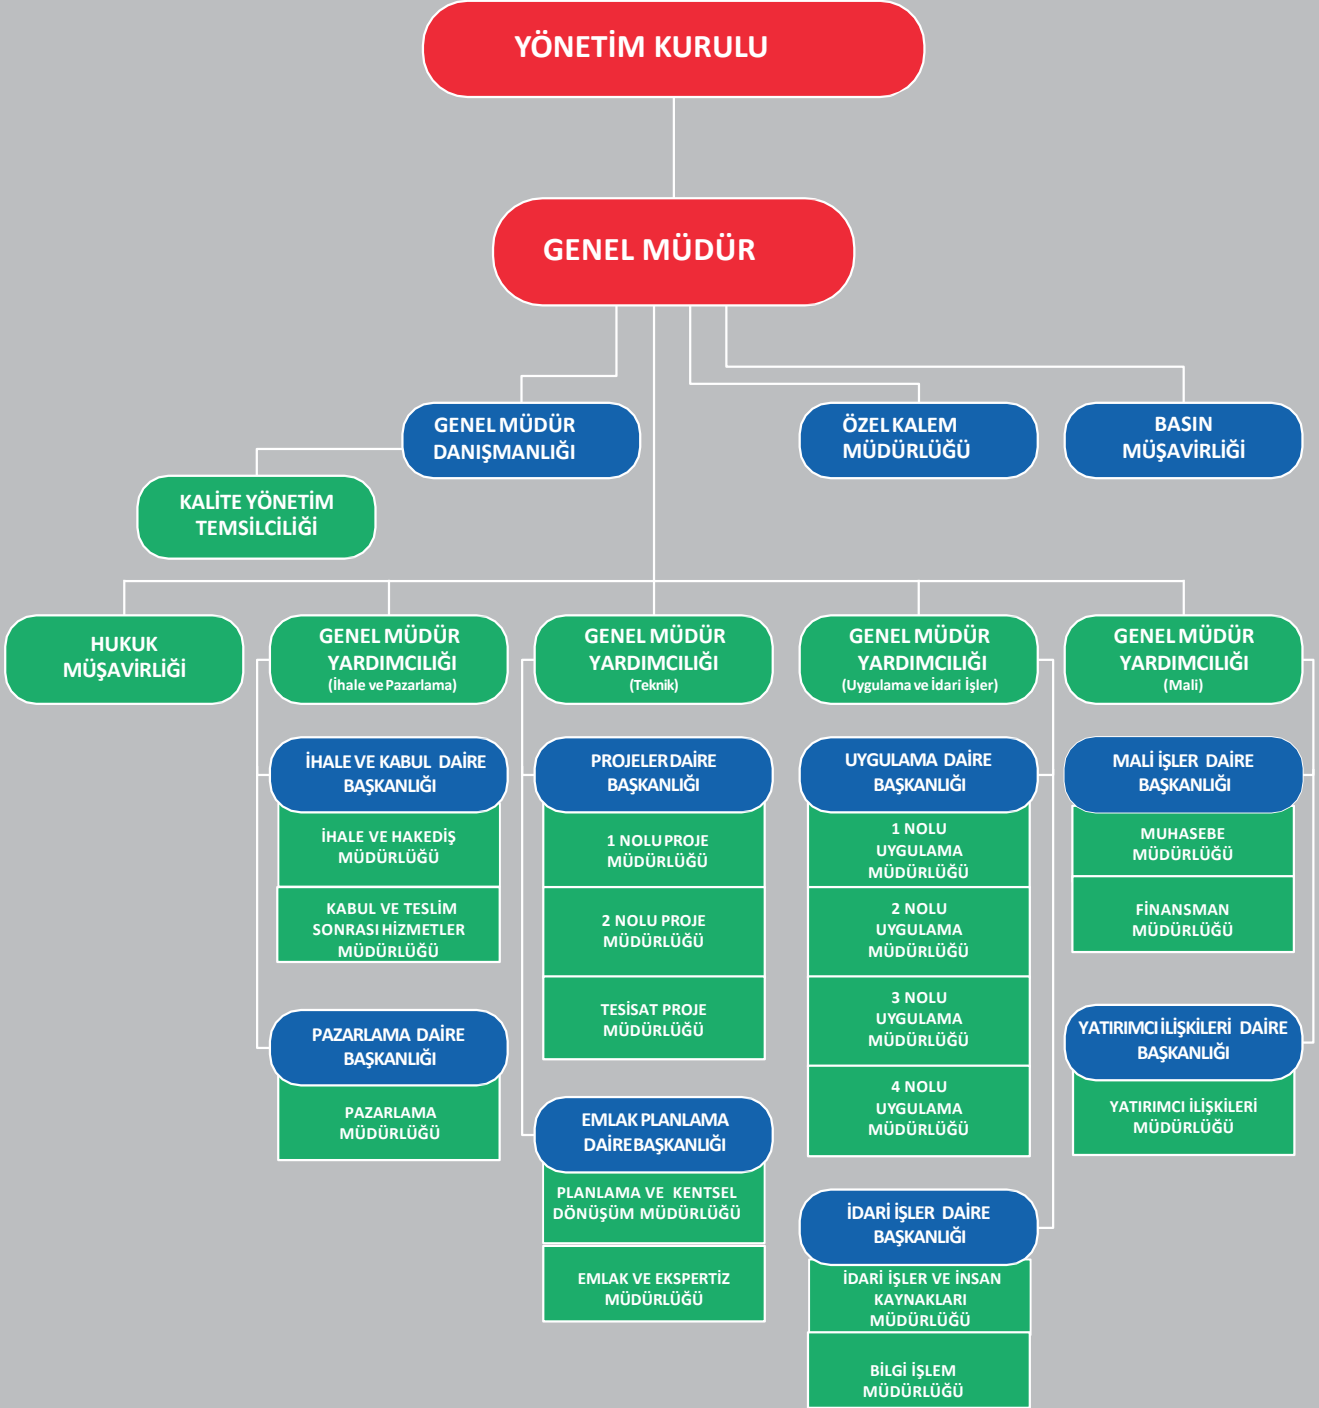 YÖNETİM KURULU
GENEL MÜDÜR
GENEL MÜDÜR
DANIŞMANLIĞI
ÖZEL KALEM
MÜDÜRLÜĞÜ
BASIN
MÜŞAVİRLİĞİ
KALİTE YÖNETİM
TEMSİLCİLİĞİ
HUKUK
MÜŞAVİRLİĞİ
GENEL MÜDÜR
YARDIMCILIĞI
(İhale ve Pazarlama)
GENEL MÜDÜR
YARDIMCILIĞI
(Teknik)
GENEL MÜDÜR
YARDIMCILIĞI
(Uygulama ve İdari İşler)
GENEL MÜDÜR
YARDIMCILIĞI
(Mali)
İHALE VE KABUL DAİRE
BAŞKANLIĞI
İHALE VE HAKEDİŞ
MÜDÜRLÜĞÜ
KABUL VE TESLİM
SONRASI HİZMETLER
MÜDÜRLÜĞÜ
PAZARLAMA DAİRE
BAŞKANLIĞI
PAZARLAMA
MÜDÜRLÜĞÜ
PROJELER DAİRE
BAŞKANLIĞI
1 NOLU PROJE
MÜDÜRLÜĞÜ
2 NOLU PROJE
MÜDÜRLÜĞÜ
TESİSAT PROJE
MÜDÜRLÜĞÜ
EMLAK PLANLAMA
DAİRE BAŞKANLIĞI
PLANLAMA VE KENTSEL
DÖNÜŞÜM MÜDÜRLÜĞÜ
EMLAK VE EKSPERTİZ
MÜDÜRLÜĞÜ
UYGULAMA DAİRE
BAŞKANLIĞI
1 NOLU
UYGULAMA
MÜDÜRLÜĞÜ
2 NOLU
UYGULAMA
MÜDÜRLÜĞÜ
3 NOLU
UYGULAMA
MÜDÜRLÜĞÜ
4 NOLU
UYGULAMA
MÜDÜRLÜĞÜ
İDARİ İŞLER DAİRE
BAŞKANLIĞI
İDARİ İŞLER VE İNSAN
KAYNAKLARI
MÜDÜRLÜĞÜ
BİLGİ İŞLEM
MÜDÜRLÜĞÜ
MALİ İŞLER DAİRE
BAŞKANLIĞI
MUHASEBE
MÜDÜRLÜĞÜ
FİNANSMAN
MÜDÜRLÜĞÜ
YATIRIMCI İLİŞKİLERİ DAİRE
BAŞKANLIĞI
YATIRIMCI İLİŞKİLERİ
MÜDÜRLÜĞÜ